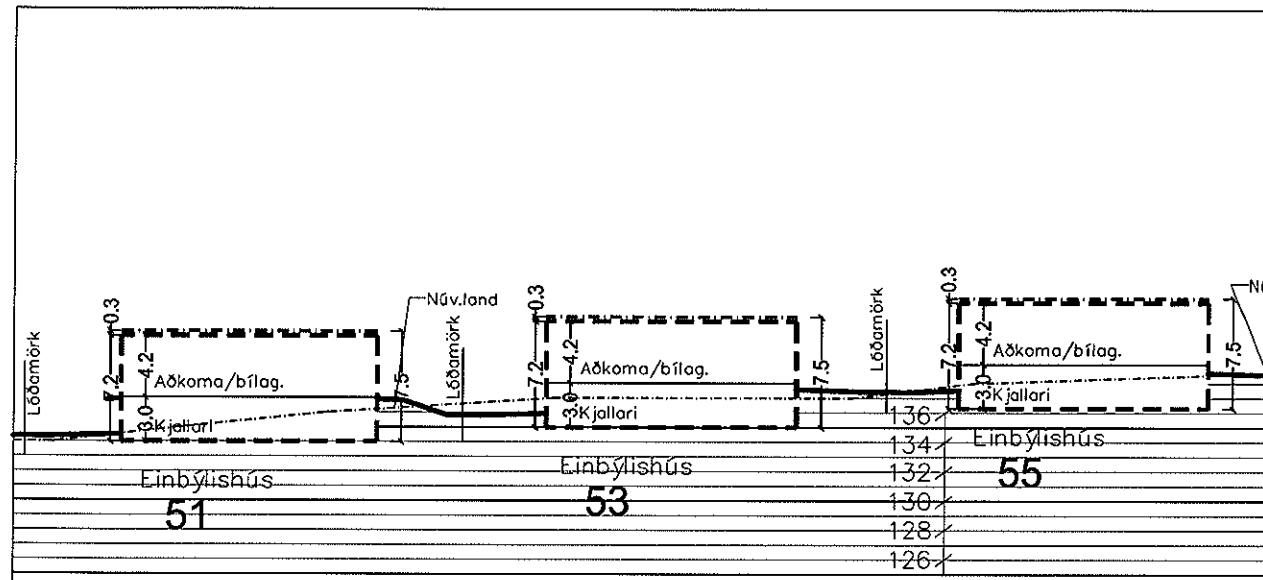 Lóðamörk
7.2
0.3
4.2
3.0
Aðkoma/bílag.
Kjallari
7.5
Núv.land
Einbýlishús
51
Lóðamörk
7.2
0.3
4.2
3.0
Aðkoma/bílag.
Kjallari
7.5
Einbýlishús
53
Lóðamörk
7.2
0.3
4.2
3.0
Aðkoma/bílag.
Kjallari
7.5
Einbýlishús
55
136
134
132
130
128
126